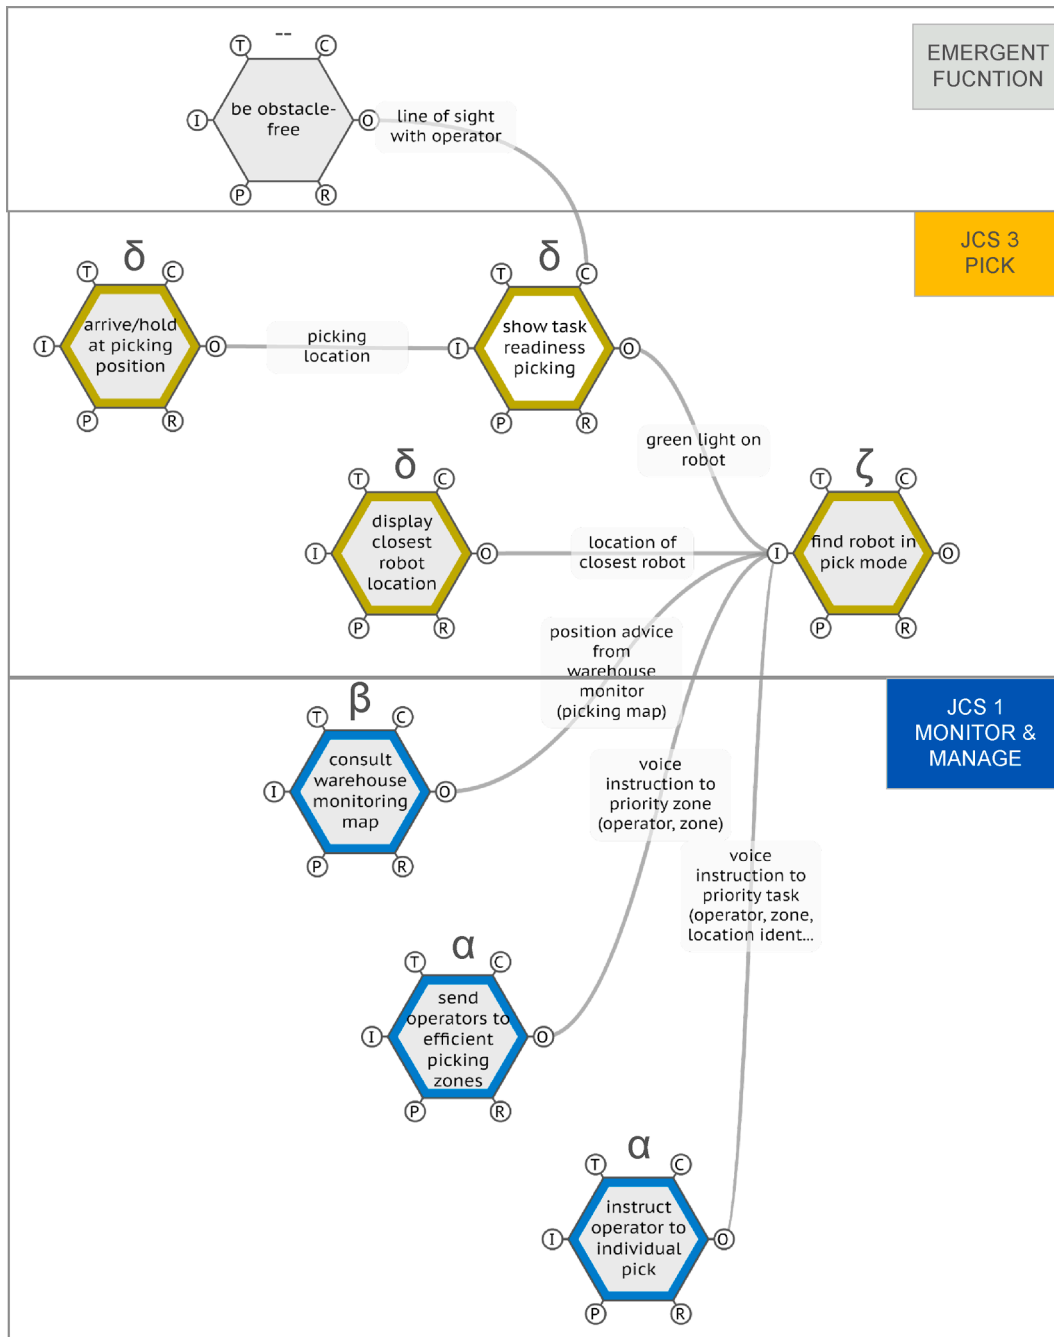 EMERGENT
FUCNTION
--
T
C
be obstacle-
free
I
O
line of sight
with operator
P
R
JCS 3
PICK
δ
T
C
arrive/hold
at picking
position
I
O
P
R
picking
location
δ
T
C
show task
readiness
picking
I
O
P
R
green light on
robot
δ
T
C
display
closest
robot
location
I
O
P
R
location of
closest robot
ζ
T
C
find robot in
pick mode
I
O
P
R
position advice
from
warehouse
monitor
(picking map)
JCS 1
MONITOR &
MANAGE
β
T
C
consult
warehouse
monitoring
map
I
O
P
R
voice
instruction to
priority zone
(operator, zone)
voice
instruction to
priority task
(operator, zone,
location ident...
α
T
C
send
operators to
efficient
picking
zones
I
O
P
R
α
T
C
instruct
operator to
individual
pick
I
O
P
R